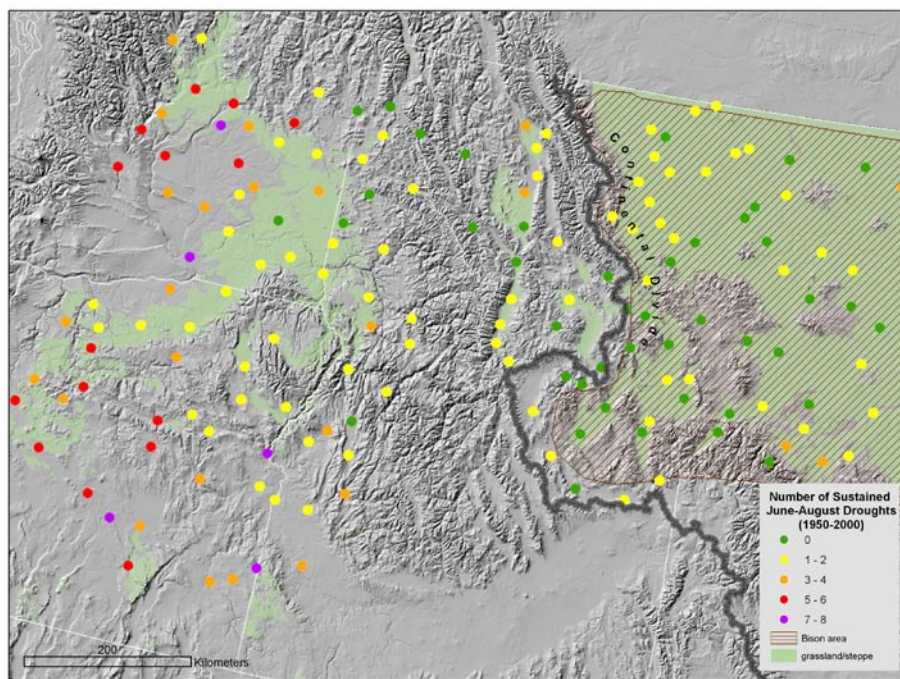 Continental Divide
Number of Sustained
June-August Droughts
(1950-2000)
0
1 - 2
3 - 4
5 - 6
7 - 8
Bison area
grassland/steppe
200
Kilometers